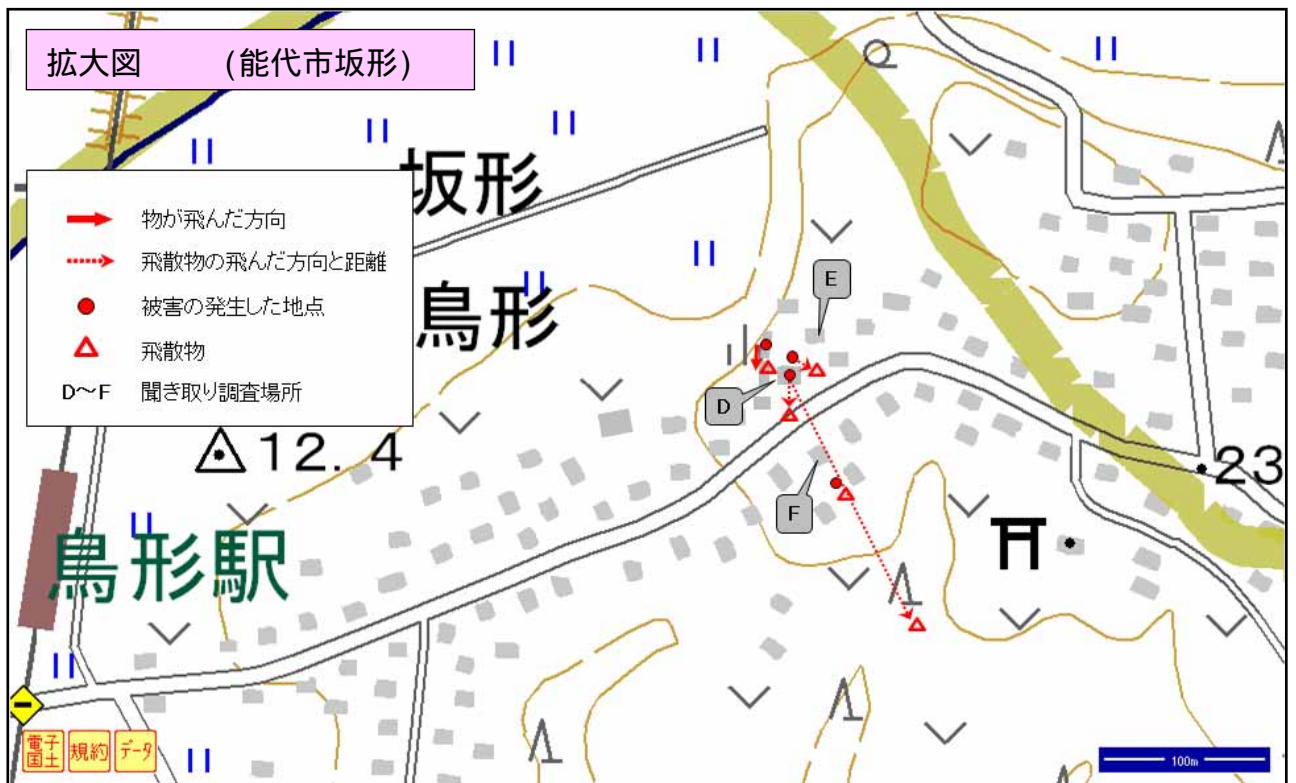 拡大図 (能代市坂形)
坂形
物が飛んだ方向
飛散物の飛んだ方向と距離
被害の発生した地点
飛散物
D～F 聞き取り調査場所
鳥形
E
D
F
12.4
23
鳥形駅
電子国土
規約
データ
100m